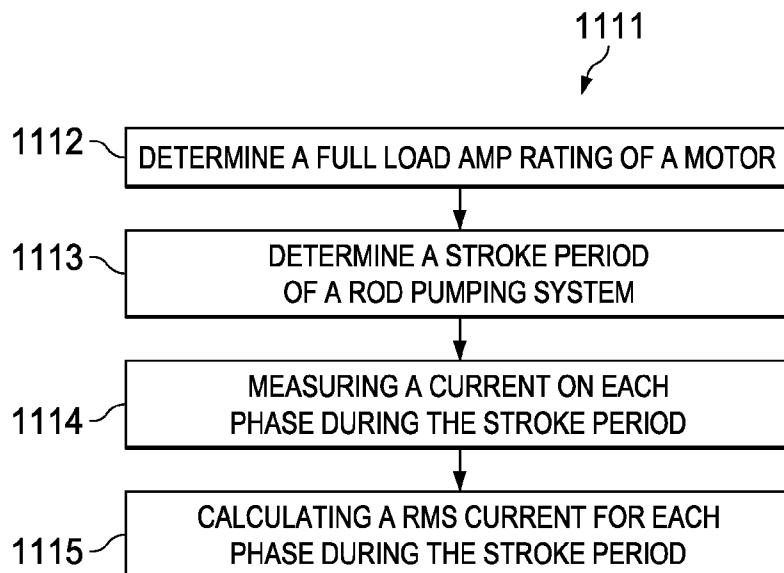 1111
1112
DETERMINE A FULL LOAD AMP RATING OF A MOTOR
1113
DETERMINE A STROKE PERIOD
OF A ROD PUMPING SYSTEM
1114
MEASURING A CURRENT ON EACH
PHASE DURING THE STROKE PERIOD
1115
CALCULATING A RMS CURRENT FOR EACH
PHASE DURING THE STROKE PERIOD